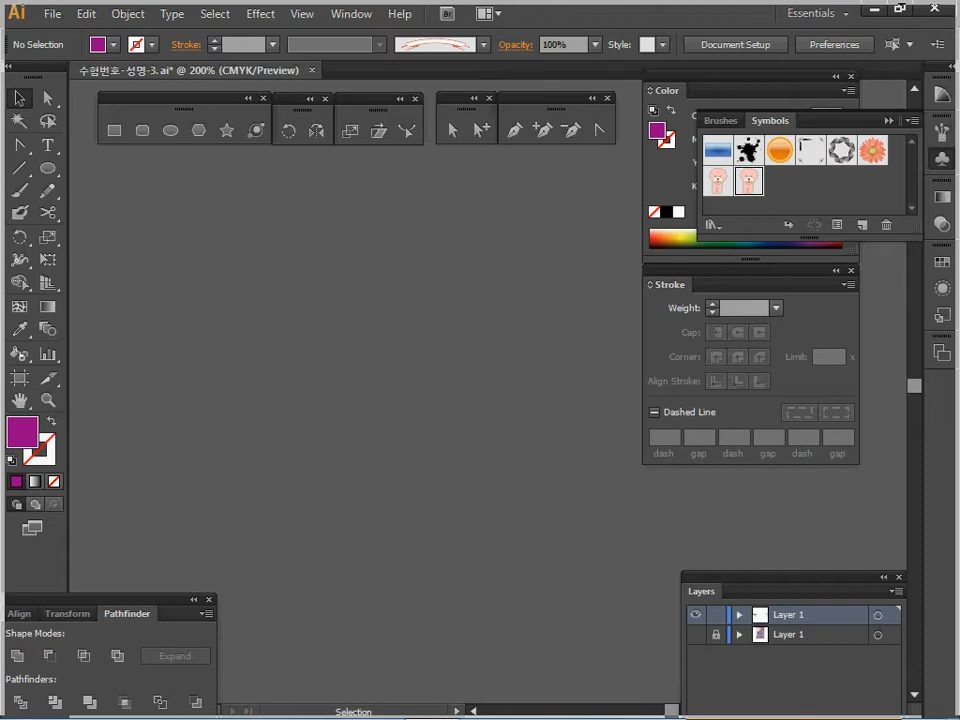 Ai File Edit Object Type Select Effect View Window Help Br Essentials
No Selection Stroke: Opacity: 100% Style: Document Setup Preferences
수험번호-성명-3.ai* @ 200% (CMYK/Preview)
Color
Brushes Symbols
C
M
K
Stroke
Weight:
Cap:
Corner: Limit: x
Align Stroke:
Dashed Line
dash gap dash gap dash gap
Layers
Layer 1
Layer 1
Align Transform Pathfinder
Shape Modes:
Expand
Pathfinders:
Selection